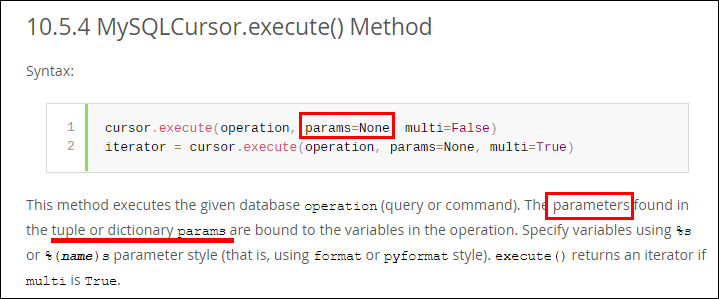 10.5.4 MySQLCursor.execute() Method
Syntax:
1 cursor.execute(operation, params=None, multi=False)
2 iterator = cursor.execute(operation, params=None, multi=True)
This method executes the given database operation (query or command). The parameters found in
the tuple or dictionary params are bound to the variables in the operation. Specify variables using %s
or %(name)s parameter style (that is, using format or pyformat style). execute() returns an iterator if
multi is True.